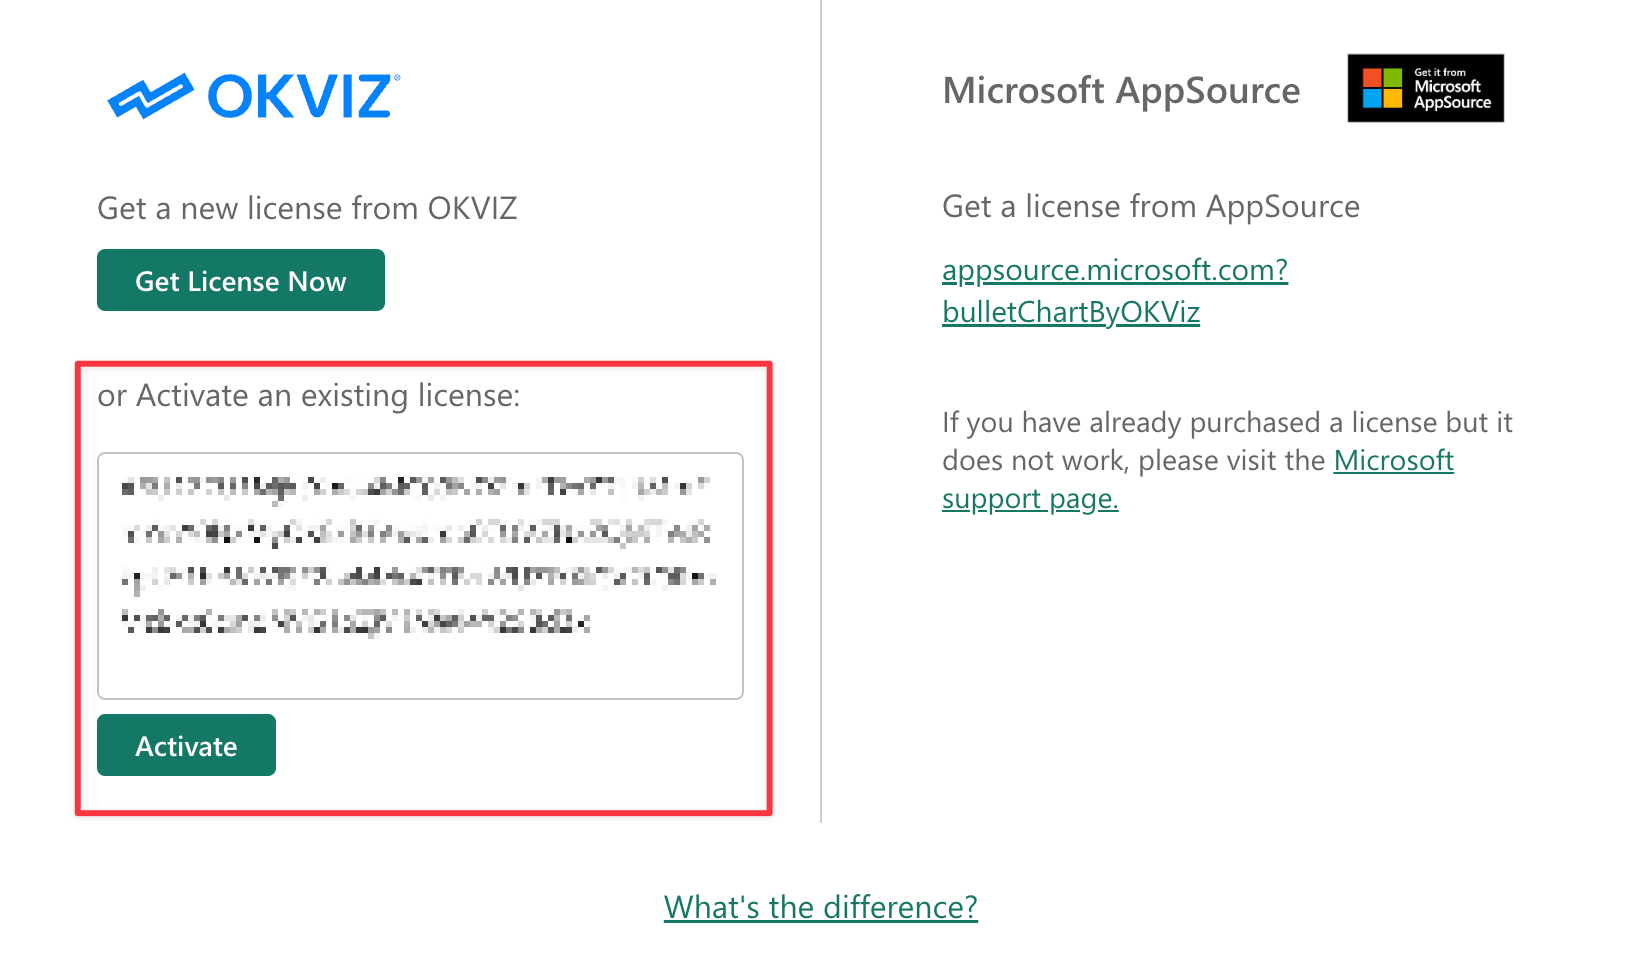 OKVIZ®
Get a new license from OKVIZ
Get License Now
or Activate an existing license:
Activate
Microsoft AppSource
Get it from
Microsoft
AppSource
Get a license from AppSource
appsource.microsoft.com?
bulletChartByOKViz
If you have already purchased a license but it
does not work, please visit the Microsoft
support page.
What's the difference?